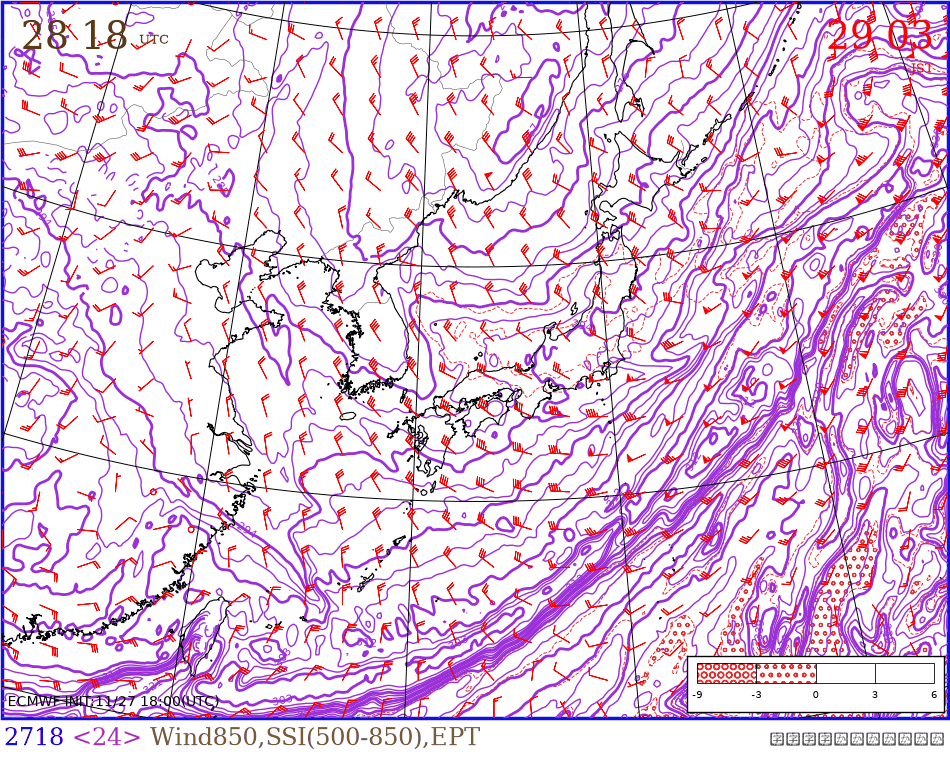 28 18 UTC
29 03
JST
ECMWF INIT:11/27 18:00(UTC)
-9 -3 0 3 6
2718 <24> Wind850,SSI(500-850),EPT